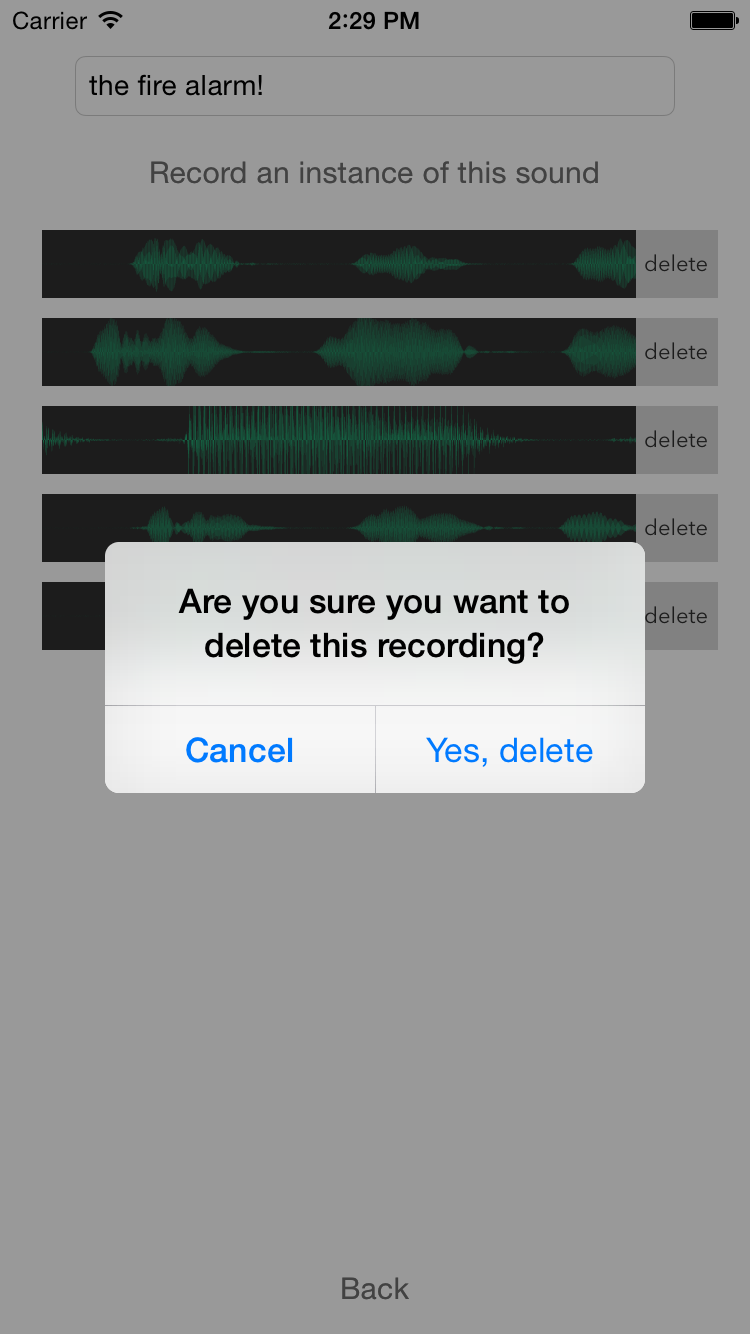 Carrier 2:29 PM
the fire alarm!
Record an instance of this sound
delete
delete
delete
delete
delete
Are you sure you want to
delete this recording?
Cancel Yes, delete
Back